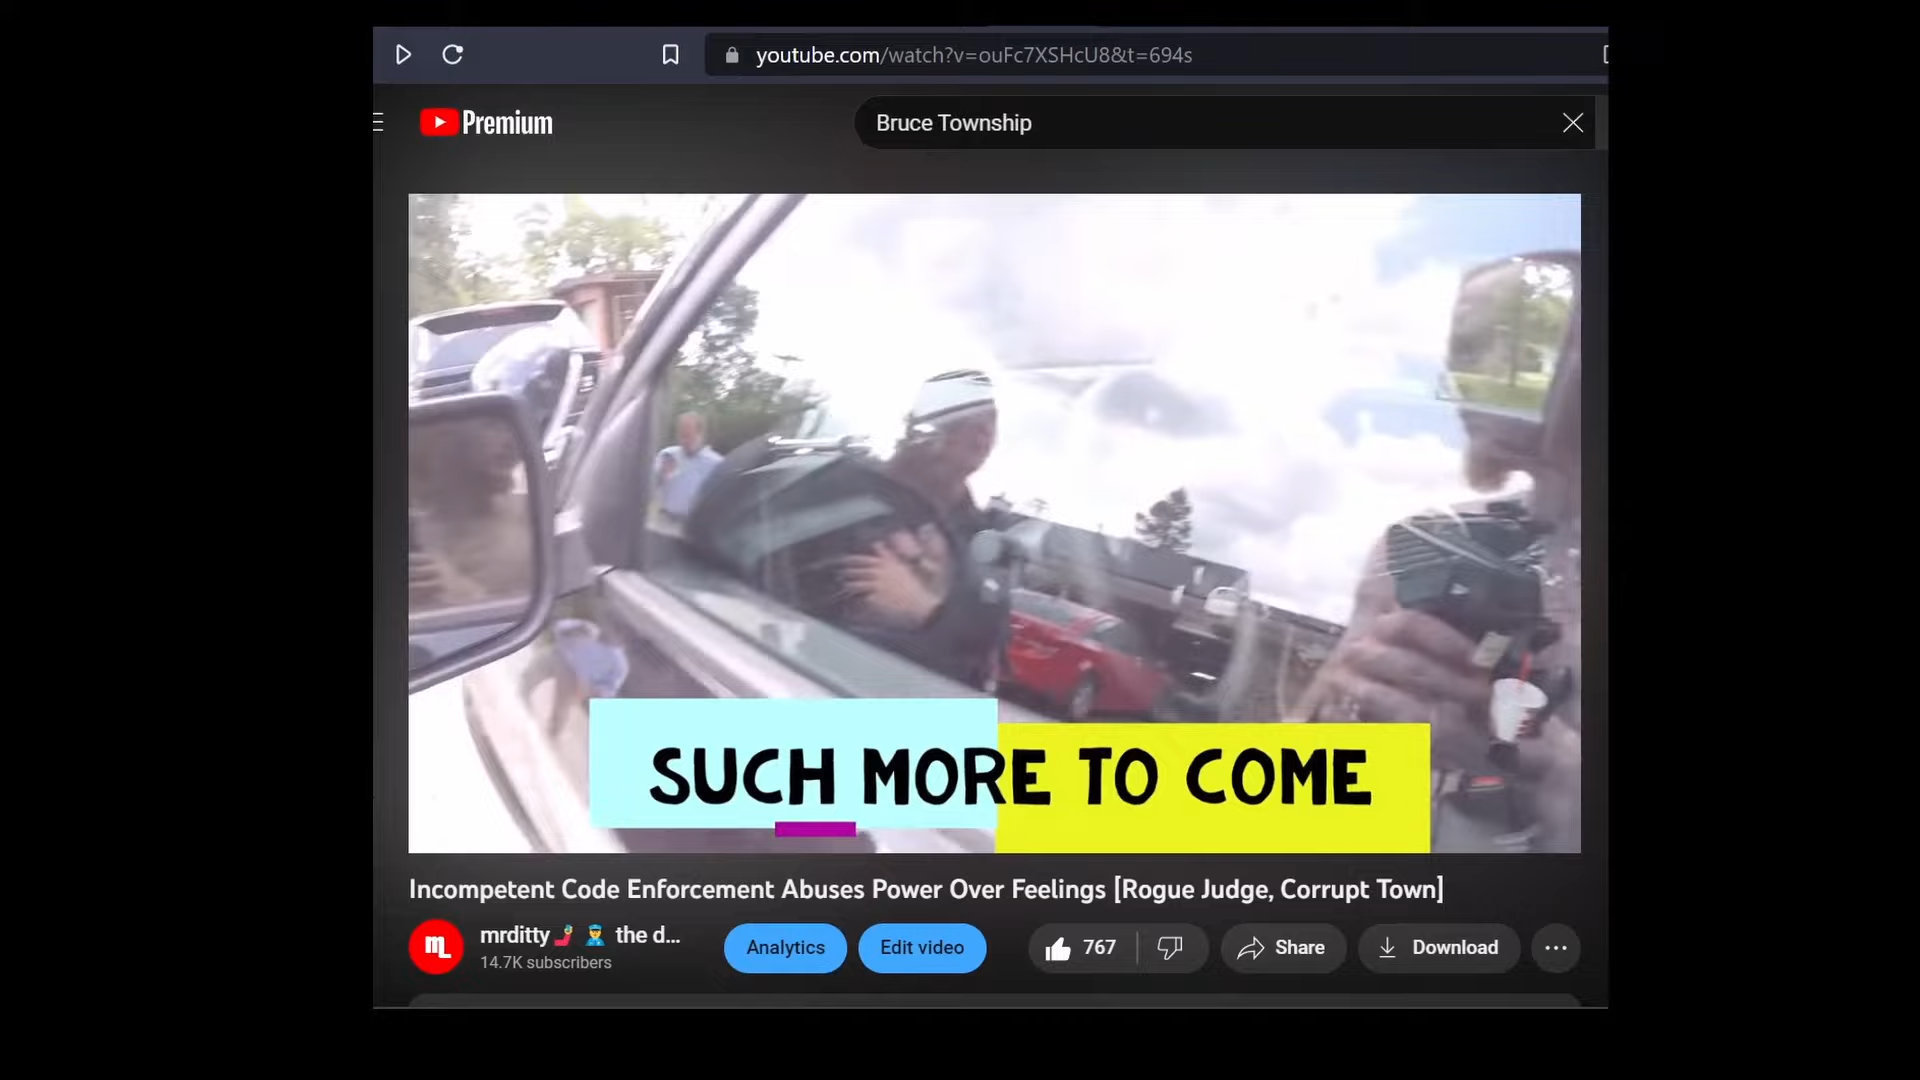 youtube.com/watch?v=ouFc7XSHcU8&t=694s
Premium
Bruce Township
SUCH MORE TO COME
Incompetent Code Enforcement Abuses Power Over Feelings [Rogue Judge, Corrupt Town]
mL
mrditty💅🏽 👮‍♂️ the d...
14.7K subscribers
Analytics
Edit video
767
Share
Download